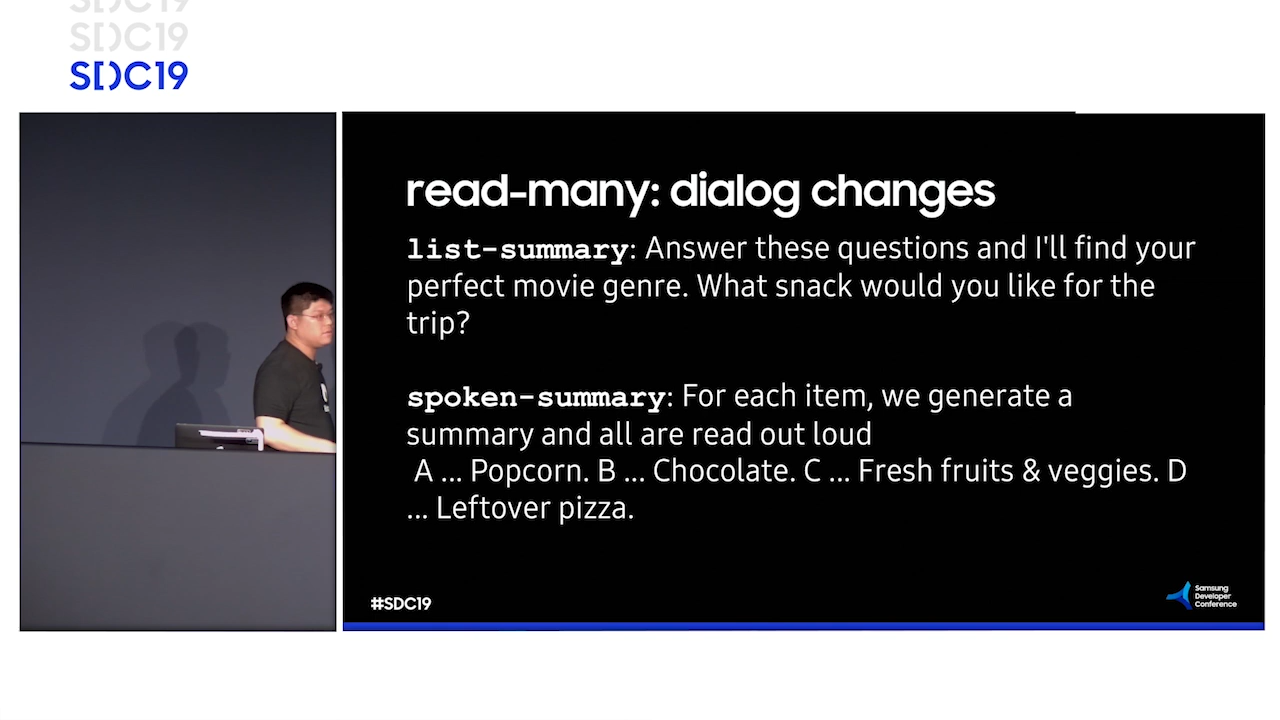 SDC19
SDC19
SDC19
read-many: dialog changes
list-summary: Answer these questions and I'll find your
perfect movie genre. What snack would you like for the
trip?
spoken-summary: For each item, we generate a
summary and all are read out loud
A ... Popcorn. B ... Chocolate. C ... Fresh fruits & veggies. D
... Leftover pizza.
#SDC19
Samsung
Developer
Conference